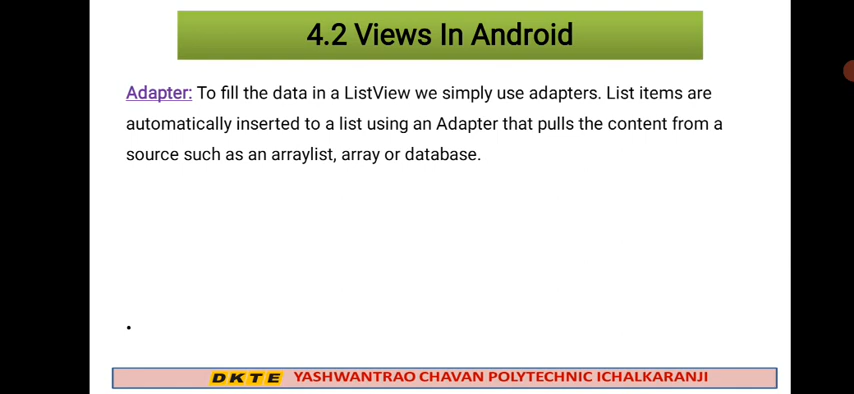 4.2 Views In Android
Adapter: To fill the data in a ListView we simply use adapters. List items are
automatically inserted to a list using an Adapter that pulls the content from a
source such as an arraylist, array or database.
•
DKTE YASHWANTRAO CHAVAN POLYTECHNIC ICHALKARANJI